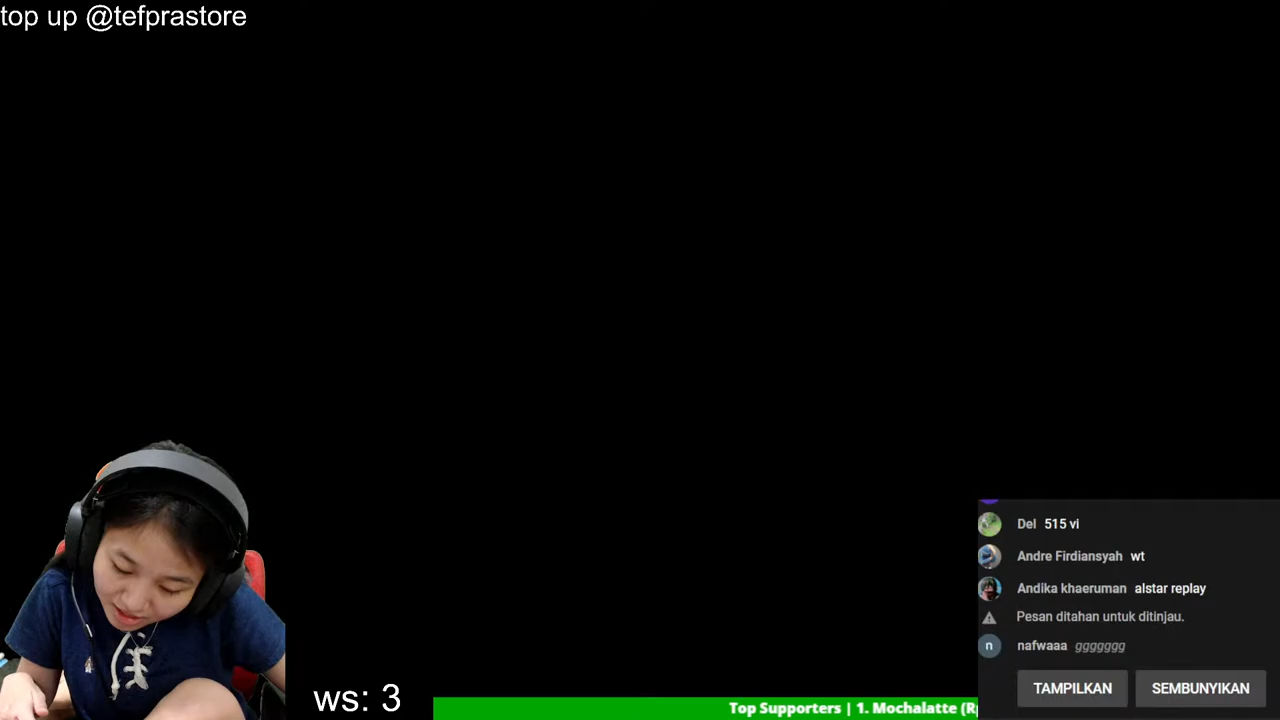 top up @tefprastore
Del 515 vi
Andre Firdiansyah wt
Andika khaeruman alstar replay
Pesan ditahan untuk ditinjau.
n nafwaaa ggggggg
TAMPILKAN SEMBUNYIKAN
ws: 3
Top Supporters | 1. Mochalatte (R